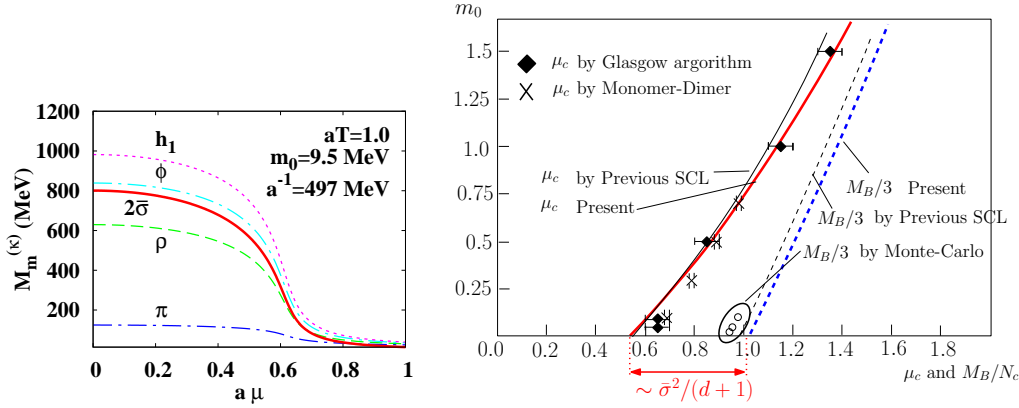 1200
1000
800
600
400
200
M_m^(κ) (MeV)
h₁
ϕ
2σ̄
ρ
π
aT=1.0
m₀=9.5 MeV
a⁻¹=497 MeV
0 0.2 0.4 0.6 0.8 1
a μ
m₀
1.5
1.25
1.00
0.75
0.5
0.25
μ_c by Glasgow argorithm
μ_c by Monomer-Dimer
μ_c by Previous SCL
μ_c Present
M_B/3 Present
M_B/3 by Previous SCL
M_B/3 by Monte-Carlo
0.0 0.2 0.4 0.6 0.8 1.0 1.2 1.4 1.6 1.8
μ_c and M_B/N_c
∼ σ̄²/(d + 1)